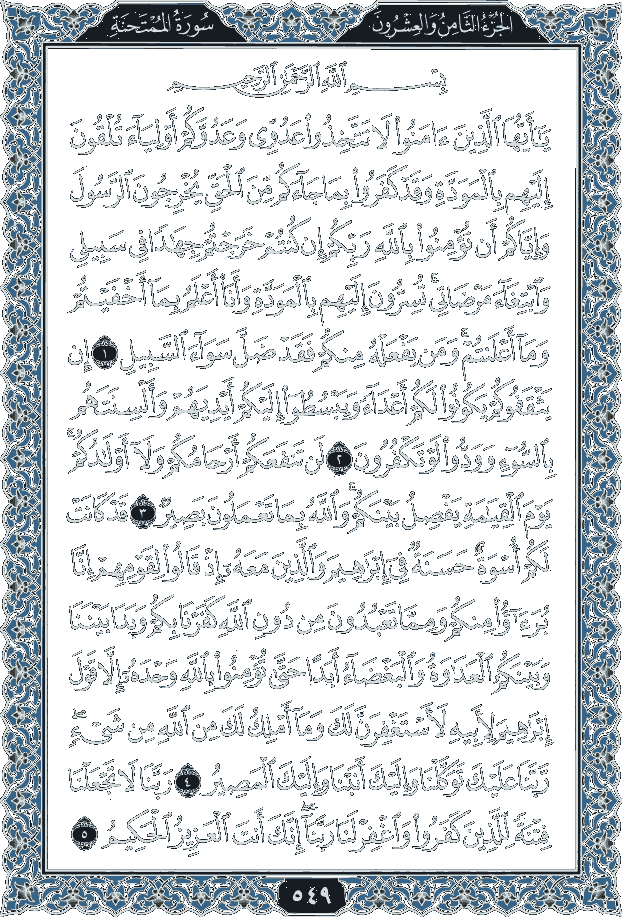 سُورَةُ المُمْتَحنَةِ الجُزْءُ الثَّامِنُ وَالعِشْرُونَ
بِسْمِ ٱللَّهِ ٱلرَّحْمَٰنِ ٱلرَّحِيمِ
يَٰٓأَيُّهَا ٱلَّذِينَ ءَامَنُوا۟ لَا تَتَّخِذُوا۟ عَدُوِّى وَعَدُوَّكُمْ أَوْلِيَآءَ تُلْقُونَ
إِلَيْهِم بِٱلْمَوَدَّةِ وَقَدْ كَفَرُوا۟ بِمَا جَآءَكُم مِّنَ ٱلْحَقِّ يُخْرِجُونَ ٱلرَّسُولَ
وَإِيَّاكُمْ أَن تُؤْمِنُوا۟ بِٱللَّهِ رَبِّكُمْ إِن كُنتُمْ خَرَجْتُمْ جِهَٰدًا فِى سَبِيلِى
وَٱبْتِغَآءَ مَرْضَاتِى ۚ تُسِرُّونَ إِلَيْهِم بِٱلْمَوَدَّةِ وَأَنَا۠ أَعْلَمُ بِمَآ أَخْفَيْتُمْ
وَمَآ أَعْلَنتُمْ ۚ وَمَن يَفْعَلْهُ مِنكُمْ فَقَدْ ضَلَّ سَوَآءَ ٱلسَّبِيلِ ١ إِن
يَثْقَفُوكُمْ يَكُونُوا۟ لَكُمْ أَعْدَآءً وَيَبْسُطُوٓا۟ إِلَيْكُمْ أَيْدِيَهُمْ وَأَلْسِنَتَهُم
بِٱلسُّوٓءِ وَوَدُّوا۟ لَوْ تَكْفُرُونَ ٢ لَن تَنفَعَكُمْ أَرْحَامُكُمْ وَلَآ أَوْلَٰدُكُمْ ۚ
يَوْمَ ٱلْقِيَٰمَةِ يَفْصِلُ بَيْنَكُمْ ۚ وَٱللَّهُ بِمَا تَعْمَلُونَ بَصِيرٌ ٣ قَدْ كَانَتْ
لَكُمْ أُسْوَةٌ حَسَنَةٌ فِىٓ إِبْرَٰهِيمَ وَٱلَّذِينَ مَعَهُۥٓ إِذْ قَالُوا۟ لِقَوْمِهِمْ إِنَّا
بُرَءَٰٓؤُا۟ مِنكُمْ وَمِمَّا تَعْبُدُونَ مِن دُونِ ٱللَّهِ كَفَرْنَا بِكُمْ وَبَدَا بَيْنَنَا
وَبَيْنَكُمُ ٱلْعَدَٰوَةُ وَٱلْبَغْضَآءُ أَبَدًا حَتَّىٰ تُؤْمِنُوا۟ بِٱللَّهِ وَحْدَهُۥٓ إِلَّا قَوْلَ
إِبْرَٰهِيمَ لِأَبِيهِ لَأَسْتَغْفِرَنَّ لَكَ وَمَآ أَمْلِكُ لَكَ مِنَ ٱللَّهِ مِن شَىْءٍ ۖ
رَّبَّنَا عَلَيْكَ تَوَكَّلْنَا وَإِلَيْكَ أَنَبْنَا وَإِلَيْكَ ٱلْمَصِيرُ ٤ رَبَّنَا لَا تَجْعَلْنَا
فِتْنَةً لِّلَّذِينَ كَفَرُوا۟ وَٱغْفِرْ لَنَا رَبَّنَآ ۖ إِنَّكَ أَنتَ ٱلْعَزِيزُ ٱلْحَكِيمُ ٥
٥٤٩